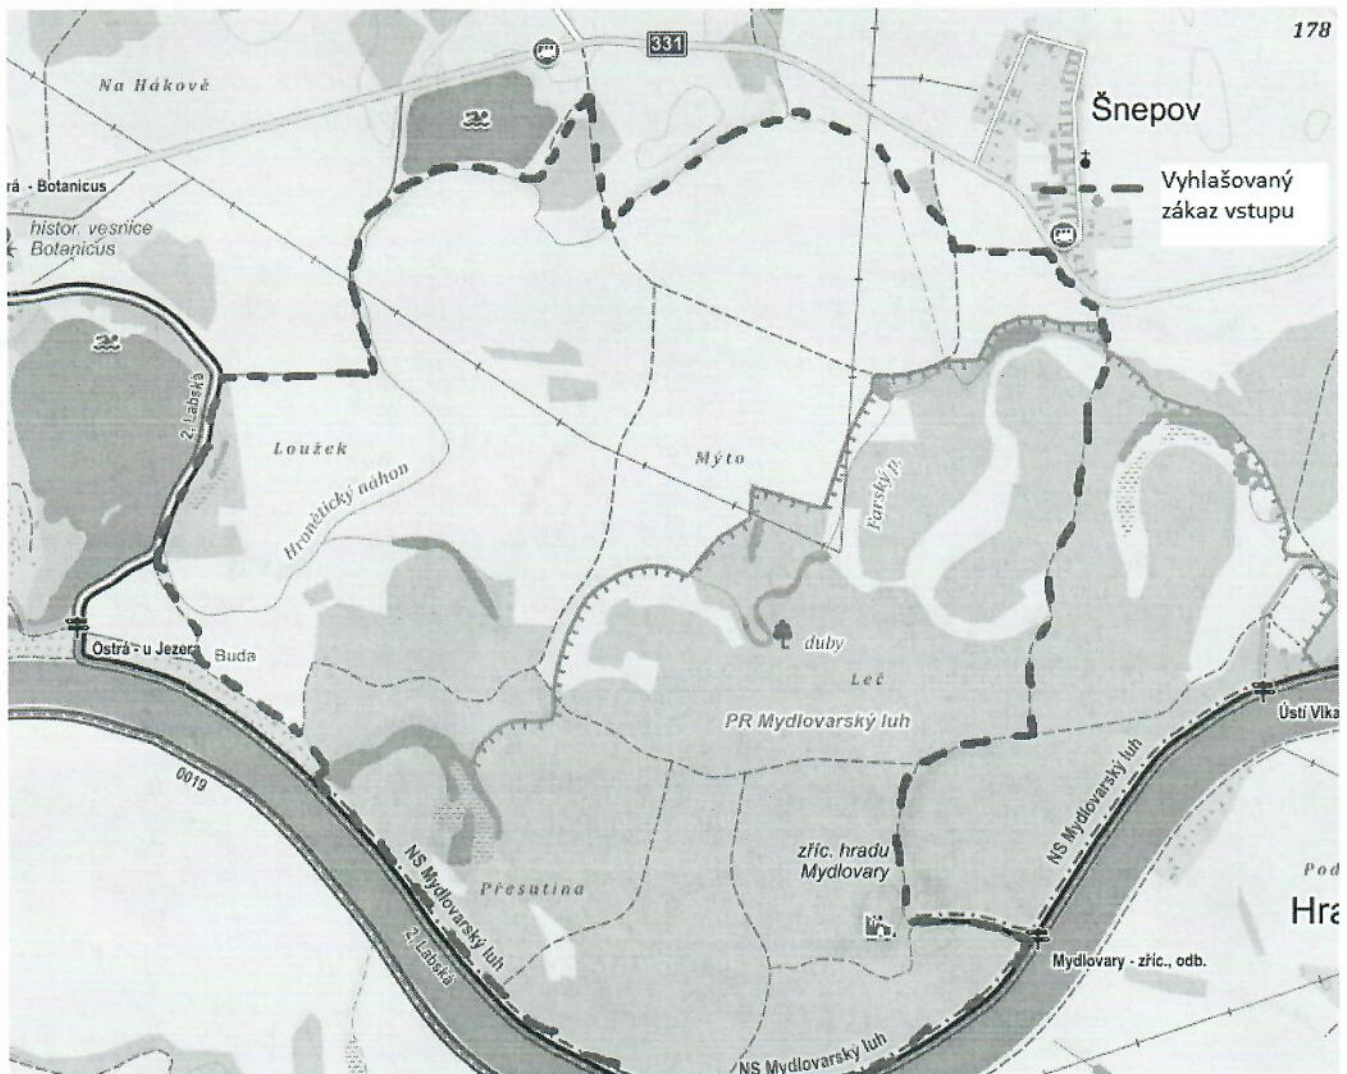 178
331
Na Hákově
Šnepov
rá - Botanicus
Vyhlašovaný
zákaz vstupu
histor. vesnice
Botanicus
2. Labská
Loužek
Mýto
Hronětický náhon
Farský p.
Ostrá - u Jezera
Buda
duby
Leč
PR Mydlovarský luh
Ústí Vlka
0019
NS Mydlovarský luh
NS Mydlovarský luh
zříc. hradu
Mydlovary
Přesutina
Pod
Hra
2. Labská
Mydlovary - zříc., odb.
NS Mydlovarský luh